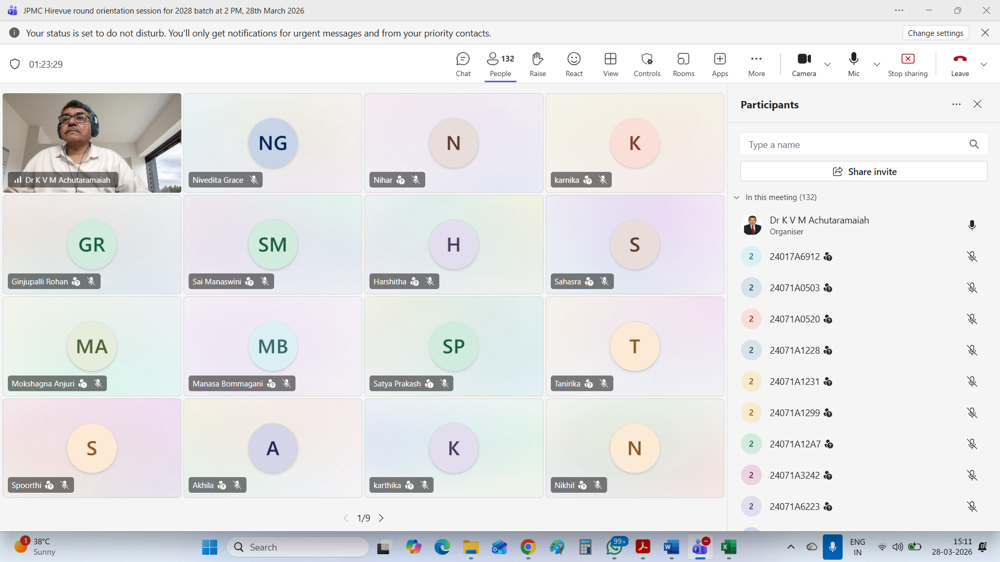 JPMC Hirevue round orientation session for 2028 batch at 2 PM, 28th March 2026
Your status is set to do not disturb. You'll only get notifications for urgent messages and from your priority contacts.
Change settings
01:23:29
132
Chat
People
Raise
React
View
Controls
Rooms
Apps
More
Camera
Mic
Stop sharing
Leave
Dr K V M Achutaramaiah
NG
Nivedita Grace
N
Nihar
K
karnika
GR
Ginjupalli Rohan
SM
Sai Manaswini
H
Harshitha
S
Sahasra
MA
Mokshagna Anjuri
MB
Manasa Bommagani
SP
Satya Prakash
T
Tanirika
S
Spoorthi
A
Akhila
K
karthika
N
Nikhil
1/9
Participants
Type a name
Share invite
In this meeting (132)
Dr K V M Achutaramaiah
Organiser
2 24017A6912
2 24071A0503
2 24071A0520
2 24071A1228
2 24071A1231
2 24071A1299
2 24071A12A7
2 24071A3242
2 24071A6223
1
38°C
Sunny
Search
99+
ENG
IN
15:11
28-03-2026